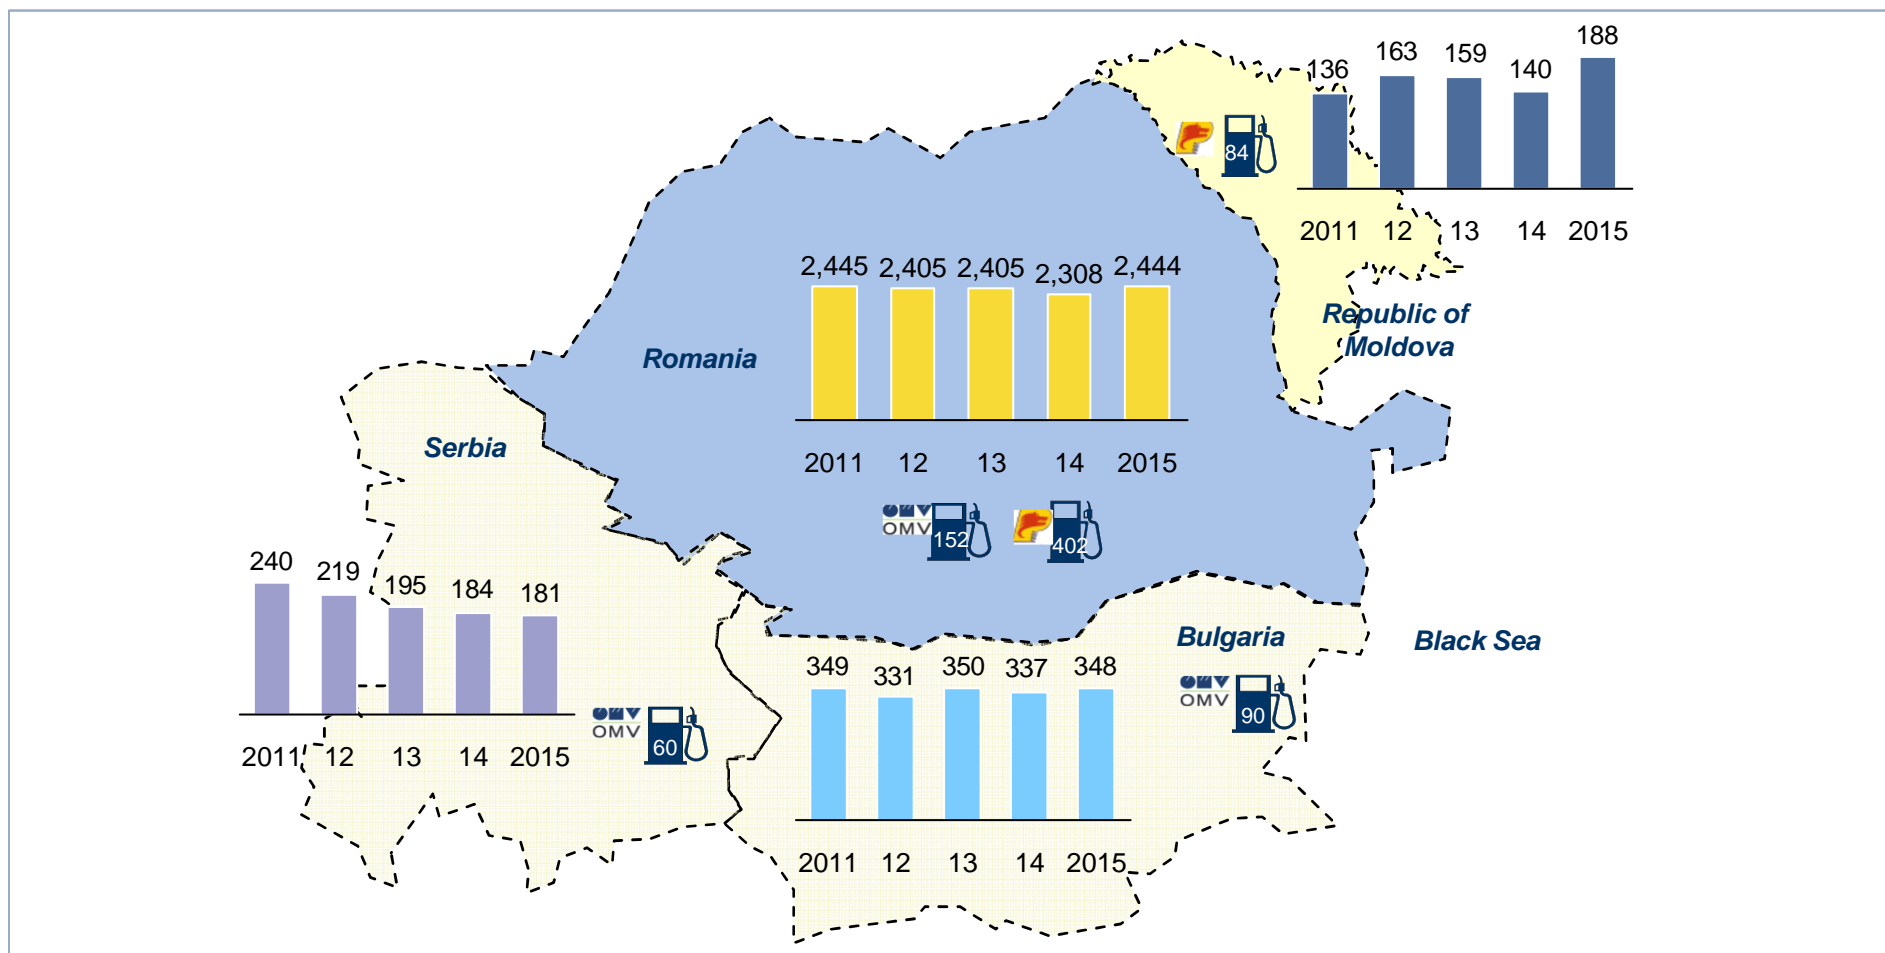 188
163
159
136
140
84
2011 12 13 14 2015
Republic of
Moldova
2,445 2,405 2,405 2,308 2,444
Romania
2011 12 13 14 2015
OMV
152
402
Serbia
240 219 195 184 181
OMV
60
2011 12 13 14 2015
Bulgaria
Black Sea
349 331 350 337 348
OMV
90
2011 12 13 14 2015